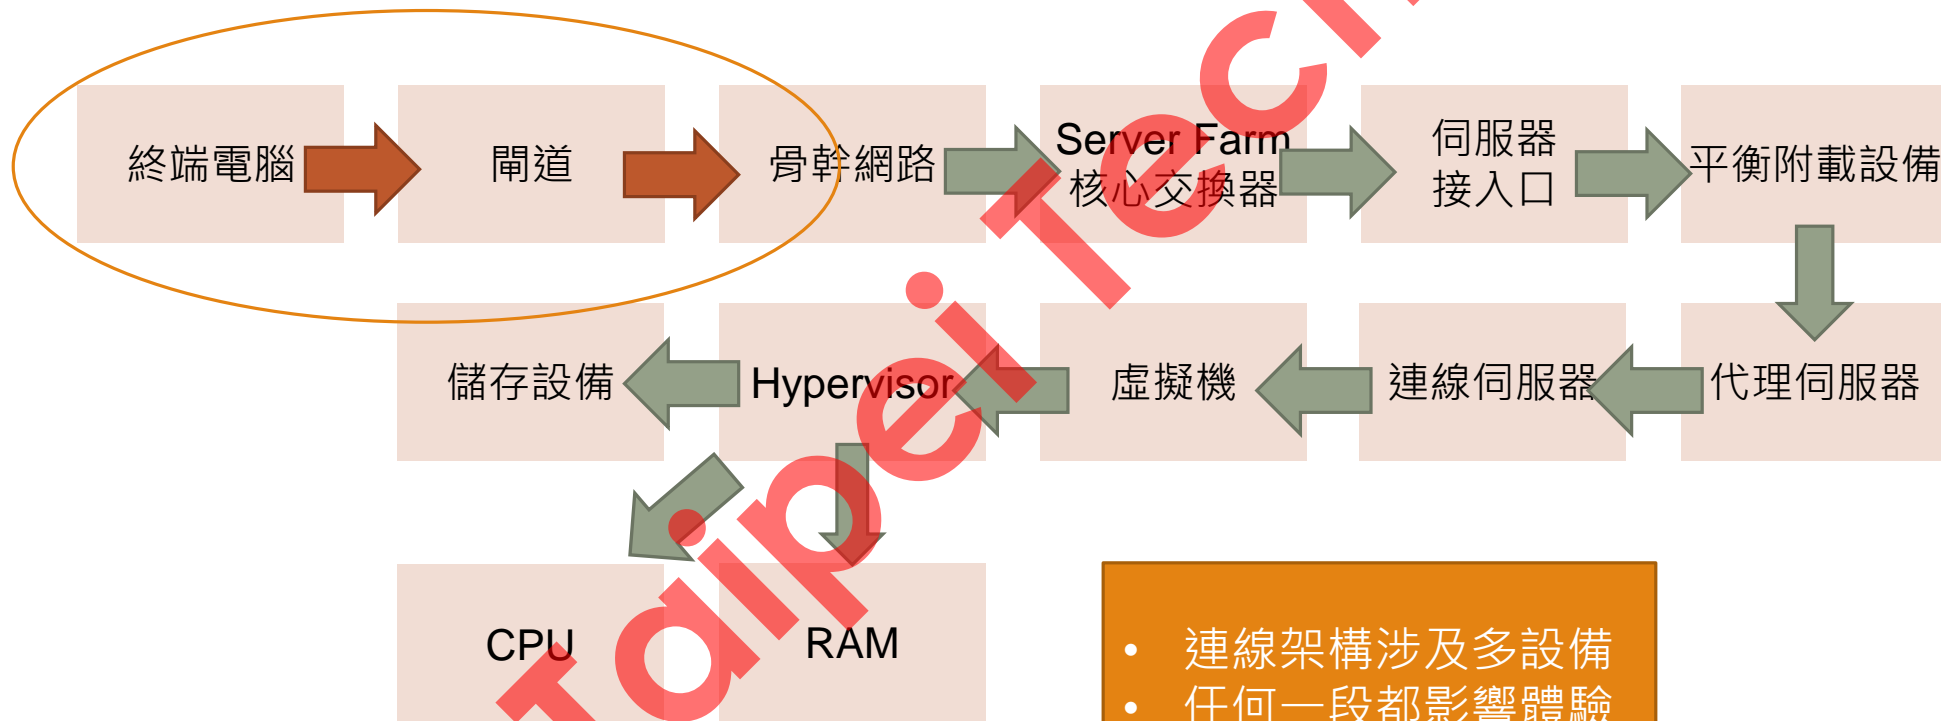 終端電腦
閘道
骨幹網路
Server Farm
核心交換器
伺服器
接入口
平衡附載設備
儲存設備
Hypervisor
虛擬機
連線伺服器
代理伺服器
CPU
RAM
• 連線架構涉及多設備
• 任何一段都影響體驗
Taipei Tech